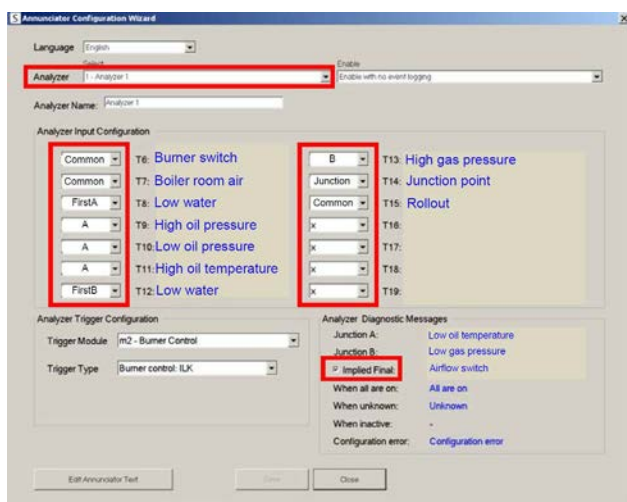 Annunciator Configuration Wizard
Language English
Select Enable
Analyzer 1 - Analyzer 1 Enable with no event logging
Analyzer Name: Analyzer 1
Analyzer Input Configuration
Common T6: Burner switch B T13: High gas pressure
Common T7: Boiler room air Junction T14: Junction point
FirstA T8: Low water Common T15: Rollout
A T9: High oil pressure x T16:
A T10: Low oil pressure x T17:
A T11: High oil temperature x T18:
FirstB T12: Low water x T19:
Analyzer Trigger Configuration Analyzer Diagnostic Messages
Trigger Module m2 - Burner Control Junction A: Low oil temperature
Junction B: Low gas pressure
Trigger Type Burner control: ILK Implied Final: Airflow switch
When all are on: All are on
When unknown: Unknown
When inactive: -
Configuration error: Configuration error
Edit Annunciator Text Save Close